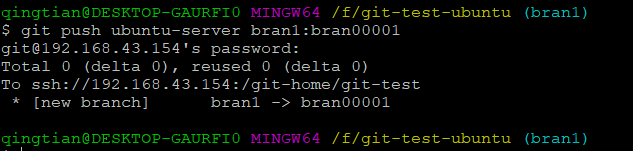 qingtian@DESKTOP-GAURFI0 MINGW64 /f/git-test-ubuntu (bran1)
$ git push ubuntu-server bran1:bran00001
git@192.168.43.154's password:
Total 0 (delta 0), reused 0 (delta 0)
To ssh://192.168.43.154:/git-home/git-test
 * [new branch]      bran1 -> bran00001
qingtian@DESKTOP-GAURFI0 MINGW64 /f/git-test-ubuntu (bran1)